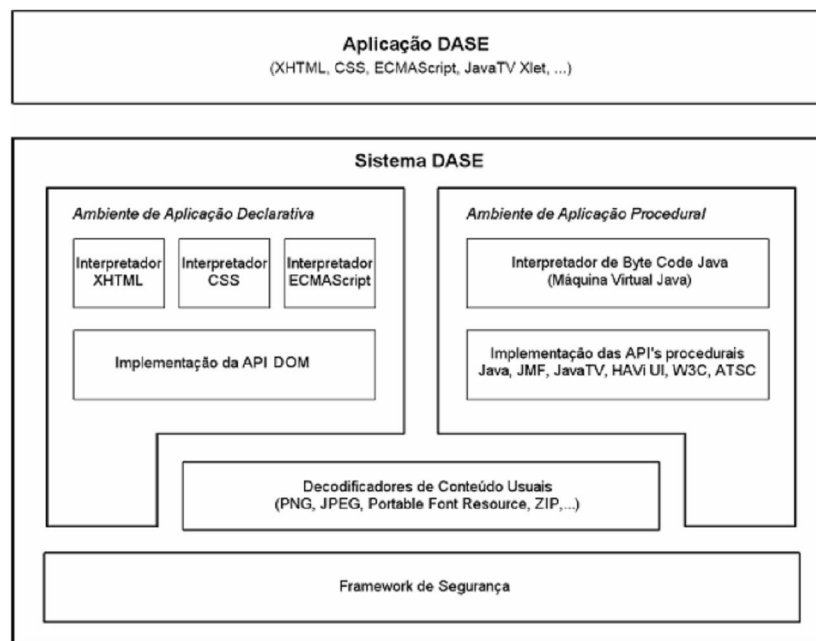 Aplicação DASE
(XHTML, CSS, ECMAScript, JavaTV Xlet, ...)
Sistema DASE
Ambiente de Aplicação Declarativa
Interpretador
XHTML
Interpretador
CSS
Interpretador
ECMAScript
Implementação da API DOM
Ambiente de Aplicação Procedural
Interpretador de Byte Code Java
(Máquina Virtual Java)
Implementação das API's procedurais
Java, JMF, JavaTV, HAVi UI, W3C, ATSC
Decodificadores de Conteúdo Usuais
(PNG, JPEG, Portable Font Resource, ZIP,...)
Framework de Segurança